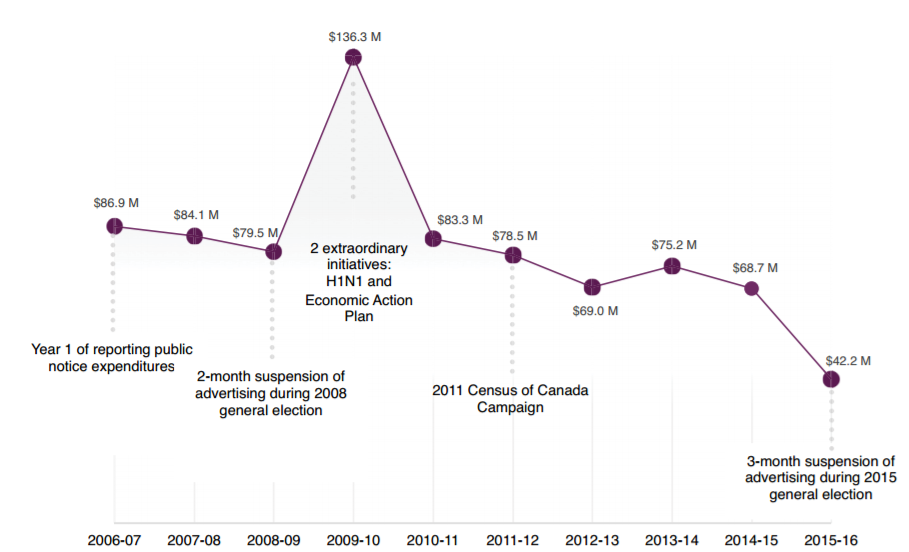 $136.3 M
$86.9 M
$84.1 M
$79.5 M
$83.3 M
$78.5 M
$75.2 M
$68.7 M
$69.0 M
$42.2 M
2 extraordinary
initiatives:
H1N1 and
Economic Action
Plan
Year 1 of reporting public
notice expenditures
2-month suspension of
advertising during 2008
general election
2011 Census of Canada
Campaign
3-month suspension of
advertising during 2015
general election
2006-07 2007-08 2008-09 2009-10 2010-11 2011-12 2012-13 2013-14 2014-15 2015-16